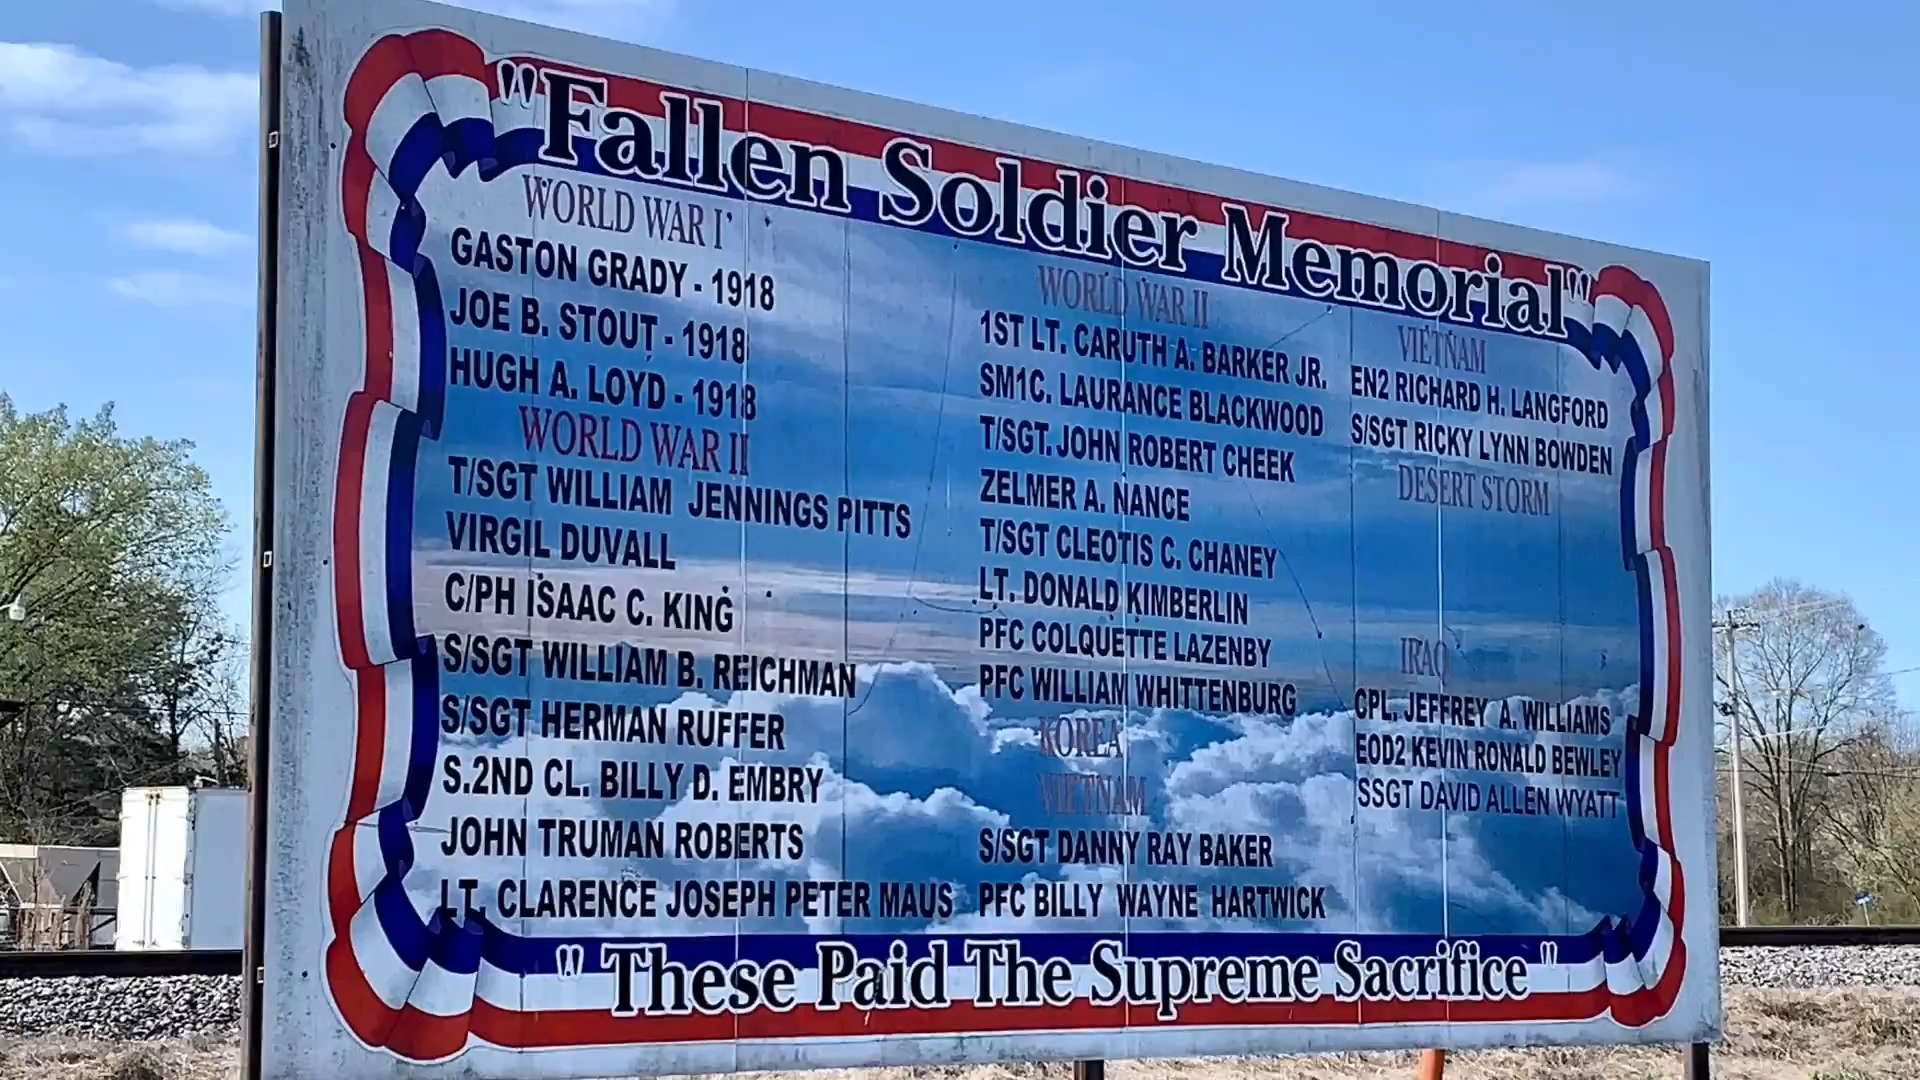 "Fallen Soldier Memorial"
WORLD WAR I
GASTON GRADY - 1918
JOE B. STOUT - 1918
HUGH A. LOYD - 1918
WORLD WAR II
T/SGT WILLIAM JENNINGS PITTS
VIRGIL DUVALL
C/PH ISAAC C. KING
S/SGT WILLIAM B. REICHMAN
S/SGT HERMAN RUFFER
S.2ND CL. BILLY D. EMBRY
JOHN TRUMAN ROBERTS
LT. CLARENCE JOSEPH PETER MAUS
WORLD WAR II
1ST LT. CARUTH A. BARKER JR.
SM1C. LAURANCE BLACKWOOD
T/SGT. JOHN ROBERT CHEEK
ZELMER A. NANCE
T/SGT CLEOTIS C. CHANEY
LT. DONALD KIMBERLIN
PFC COLQUETTE LAZENBY
PFC WILLIAM WHITTENBURG
KOREA
VIETNAM
S/SGT DANNY RAY BAKER
PFC BILLY WAYNE HARTWICK
VIETNAM
EN2 RICHARD H. LANGFORD
S/SGT RICKY LYNN BOWDEN
DESERT STORM
IRAQ
CPL. JEFFREY A. WILLIAMS
EOD2 KEVIN RONALD BEWLEY
SSGT DAVID ALLEN WYATT
" These Paid The Supreme Sacrifice "